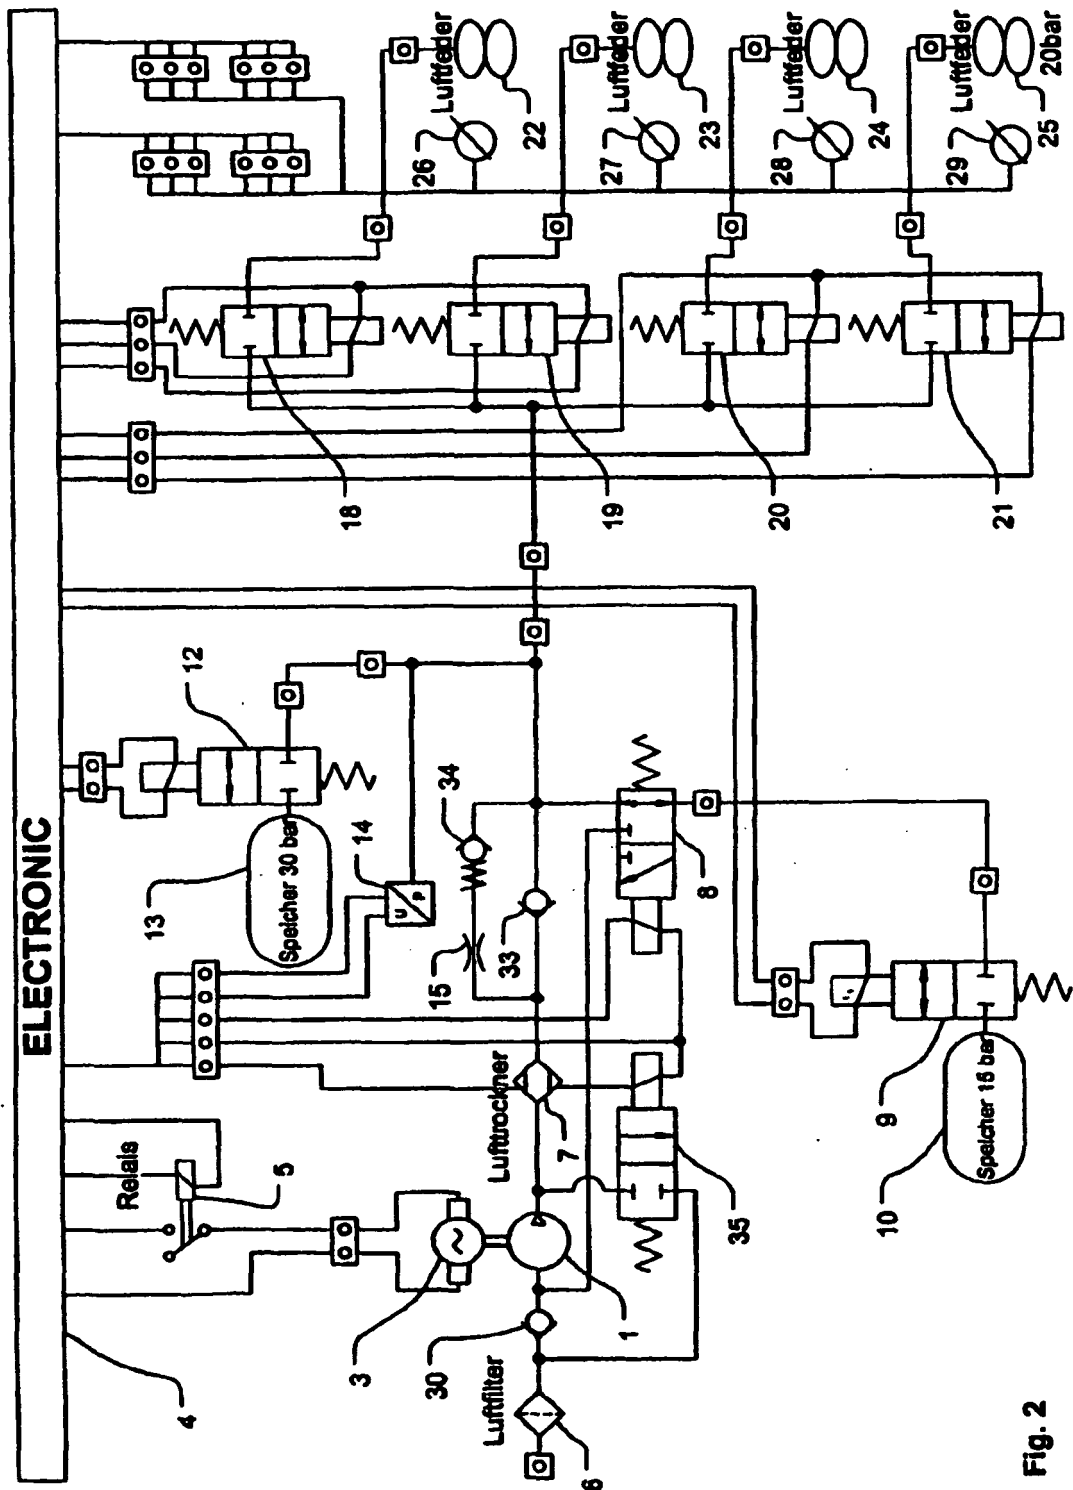 ELECTRONIC
4
Relais
5
3
30
Luftfilter
6
1
Lufttrockner
7
35
15
33
34
14
U
P
13
Speicher 30 bar
12
8
9
10
Speicher 15 bar
18
19
20
21
26
Luftfeder
22
27
Luftfeder
23
28
Luftfeder
24
29
Luftfeder
25
20bar
Fig. 2